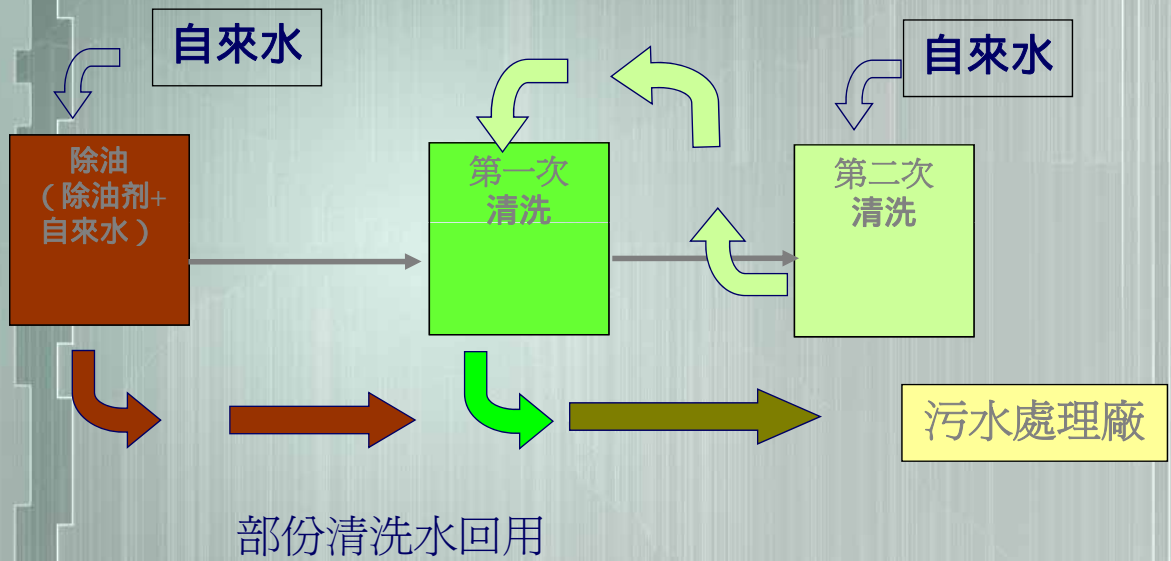 自來水
自來水
除油
（除油剂+
自來水）
第一次
清洗
第二次
清洗
污水處理廠
部份清洗水回用